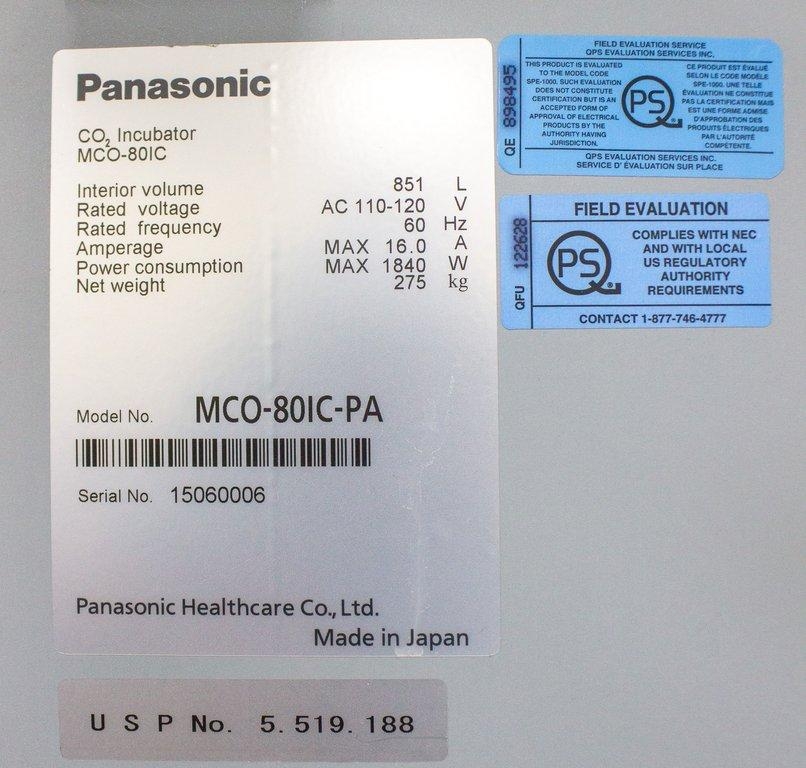 Panasonic
CO2 Incubator
MCO-80IC
Interior volume 851 L
Rated voltage AC 110-120 V
Rated frequency 60 Hz
Amperage MAX 16.0 A
Power consumption MAX 1840 W
Net weight 275 kg
Model No. MCO-80IC-PA
Serial No. 15060006
Panasonic Healthcare Co., Ltd.
Made in Japan
U S P No. 5.519.188
FIELD EVALUATION SERVICE
QPS EVALUATION SERVICES INC.
QE 898495
THIS PRODUCT IS EVALUATED
TO THE MODEL CODE
SPE-1000. SUCH EVALUATION
DOES NOT CONSTITUTE
CERTIFICATION BUT IS AN
ACCEPTED FORM OF
APPROVAL OF ELECTRICAL
PRODUCTS BY THE
AUTHORITY HAVING
JURISDICTION.
PS
CE PRODUIT EST ÉVALUÉ
SELON LE CODE MODÈLE
SPE-1000. UNE TELLE
ÉVALUATION NE CONSTITUE
PAS LA CERTIFICATION MAIS
EST UNE FORME ADMISE
D'APPROBATION DES
PRODUITS ÉLECTRIQUES
PAR L'AUTORITÉ
COMPÉTENTE.
QPS EVALUATION SERVICES INC.
SERVICE D' ÉVALUATION SUR PLACE
FIELD EVALUATION
QFU 122628
PS®
COMPLIES WITH NEC
AND WITH LOCAL
US REGULATORY
AUTHORITY
REQUIREMENTS
CONTACT 1-877-746-4777